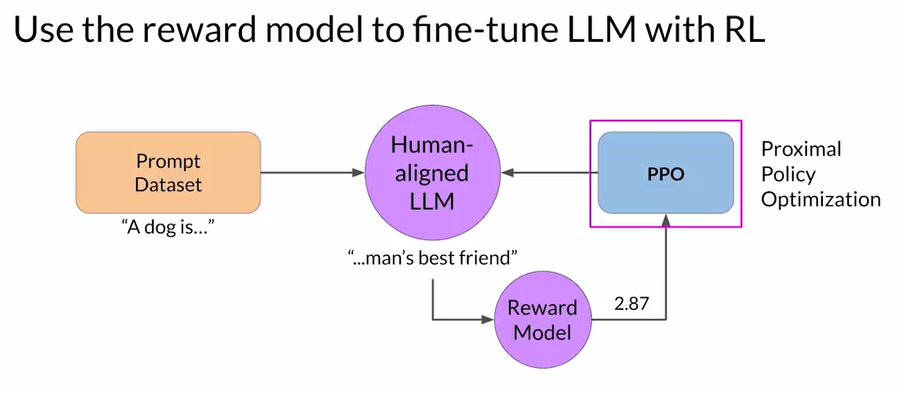 Use the reward model to fine-tune LLM with RL
Prompt
Dataset
“A dog is…”
Human-
aligned
LLM
“...man’s best friend”
PPO
Proximal
Policy
Optimization
Reward
Model
2.87